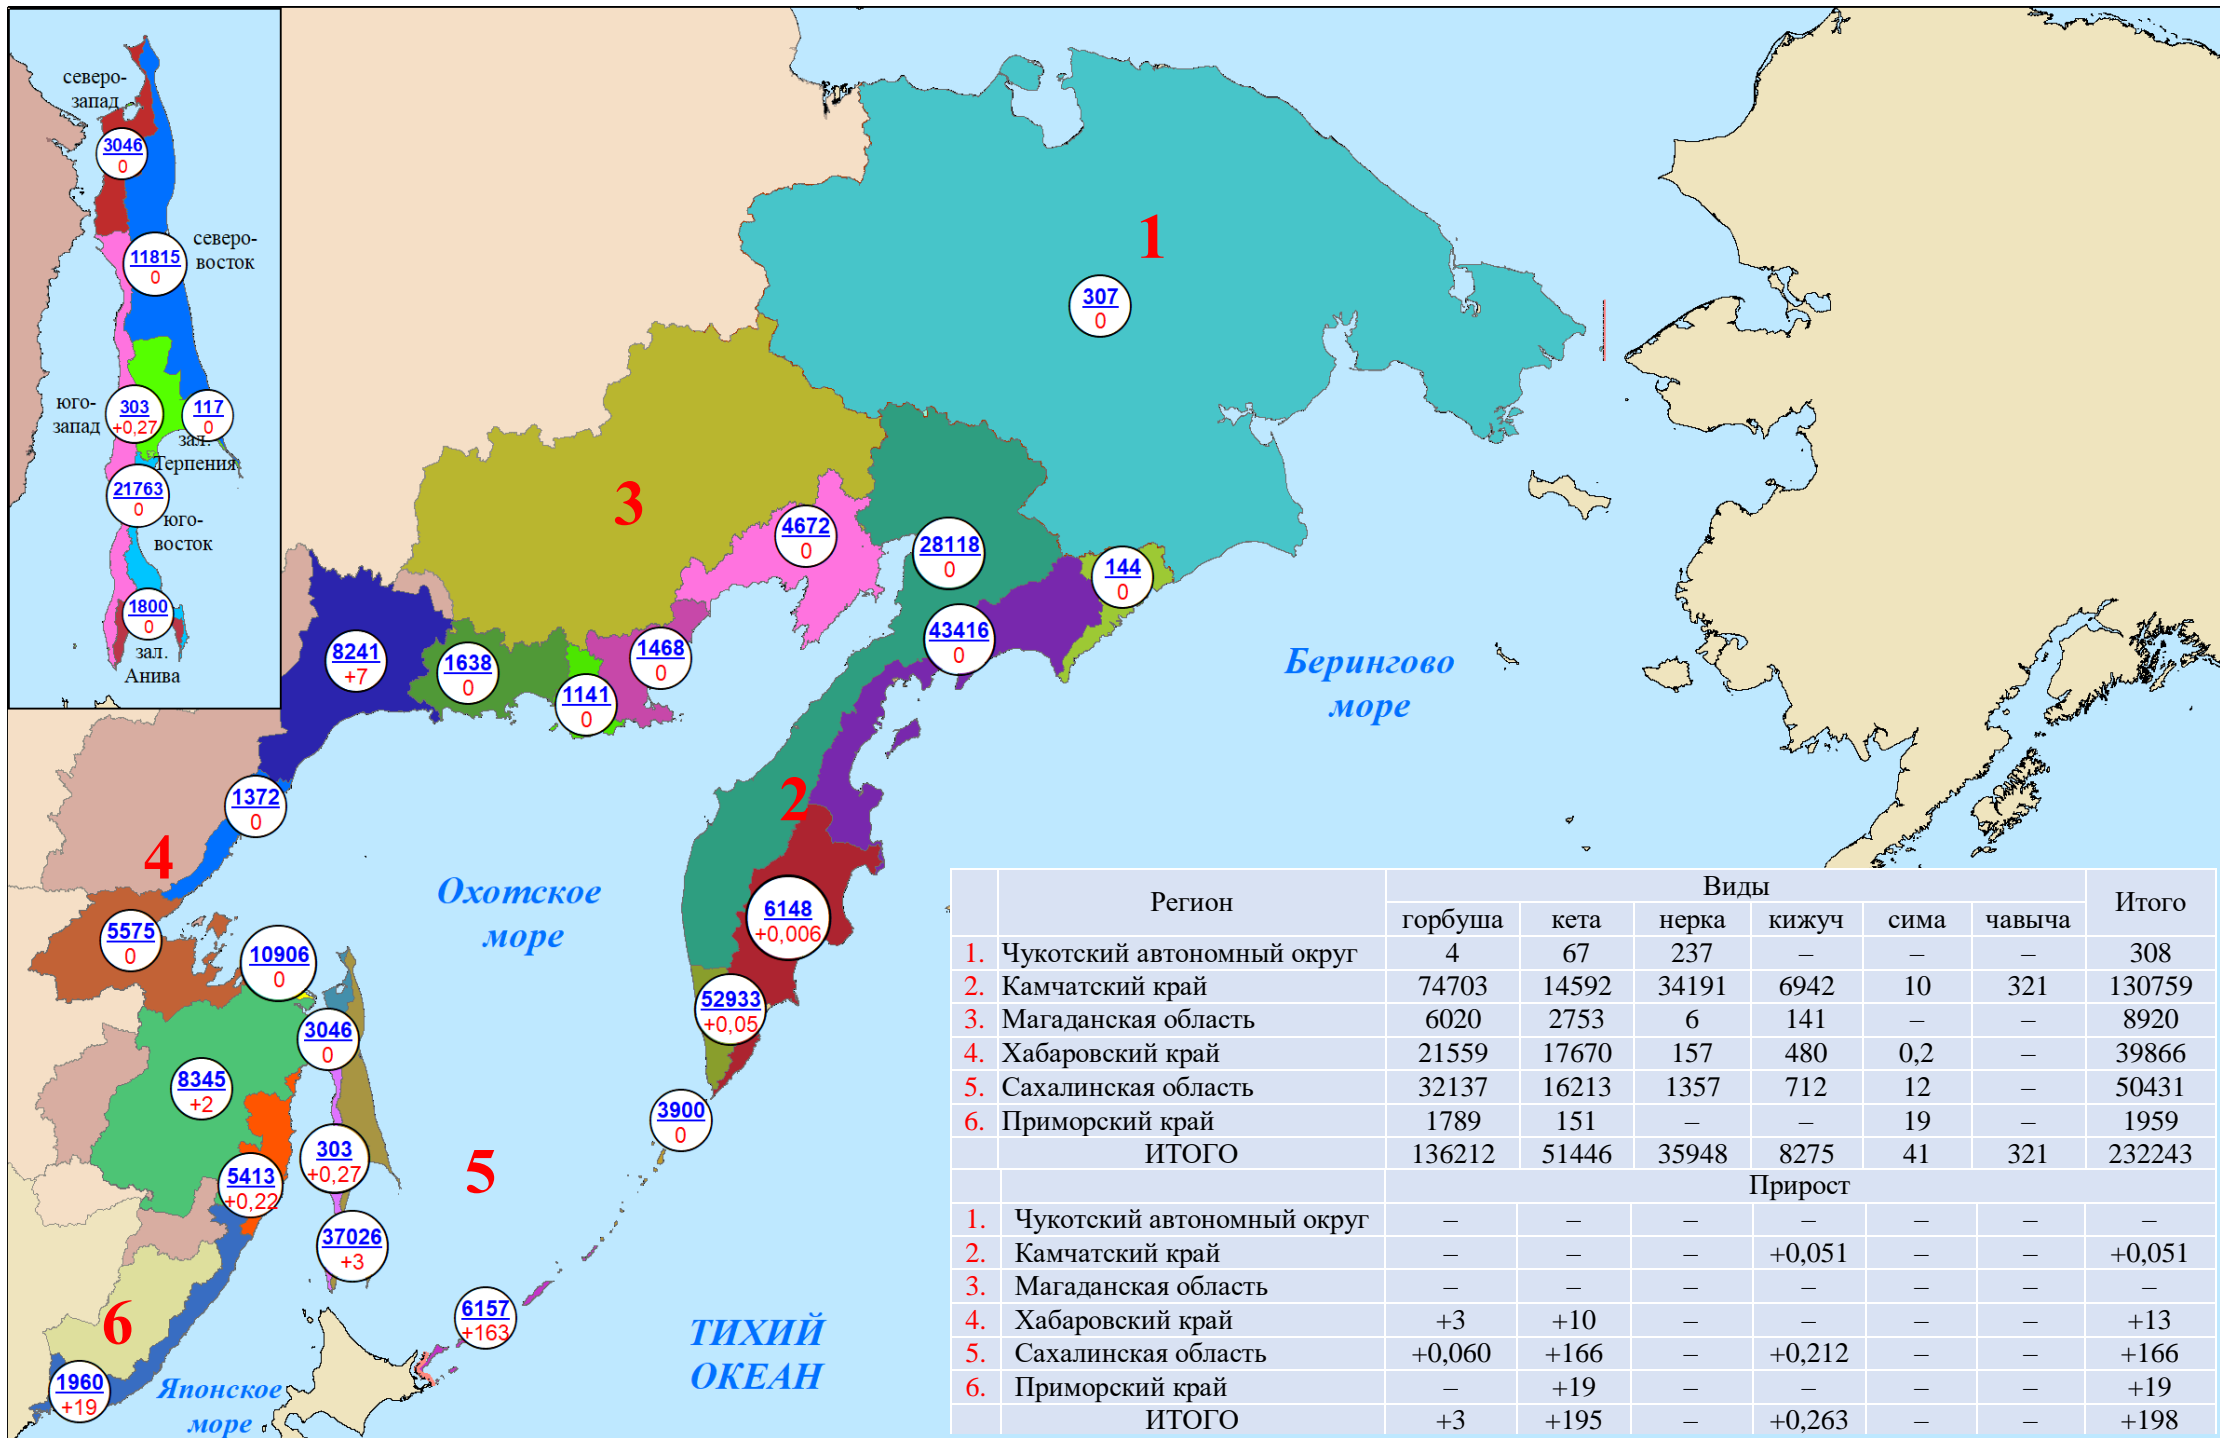 северо-
запад
3046
0
северо-
восток
11815
0
юго-
запад
303
+0,27
117
0
зал.
Терпения
21763
0
юго-
восток
1800
0
зал.
Анива
1
307
0
3
4672
0
28118
0
144
0
43416
0
8241
+7
1638
0
1468
0
1141
0
Берингово
море
1372
0
2
4
Охотское
море
6148
+0,006
5575
0
10906
0
52933
+0,05
3046
0
8345
+2
3900
0
303
+0,27
5
5413
+0,22
37026
+3
6157
+163
6
ТИХИЙ
ОКЕАН
1960
+19
Японское
море
Регион Виды Итого
горбуша кета нерка кижуч сима чавыча
1. Чукотский автономный округ 4 67 237 – – – 308
2. Камчатский край 74703 14592 34191 6942 10 321 130759
3. Магаданская область 6020 2753 6 141 – – 8920
4. Хабаровский край 21559 17670 157 480 0,2 – 39866
5. Сахалинская область 32137 16213 1357 712 12 – 50431
6. Приморский край 1789 151 – – 19 – 1959
ИТОГО 136212 51446 35948 8275 41 321 232243
Прирост
1. Чукотский автономный округ – – – – – – –
2. Камчатский край – – – +0,051 – – +0,051
3. Магаданская область – – – – – – –
4. Хабаровский край +3 +10 – – – – +13
5. Сахалинская область +0,060 +166 – +0,212 – – +166
6. Приморский край – +19 – – – – +19
ИТОГО +3 +195 – +0,263 – – +198